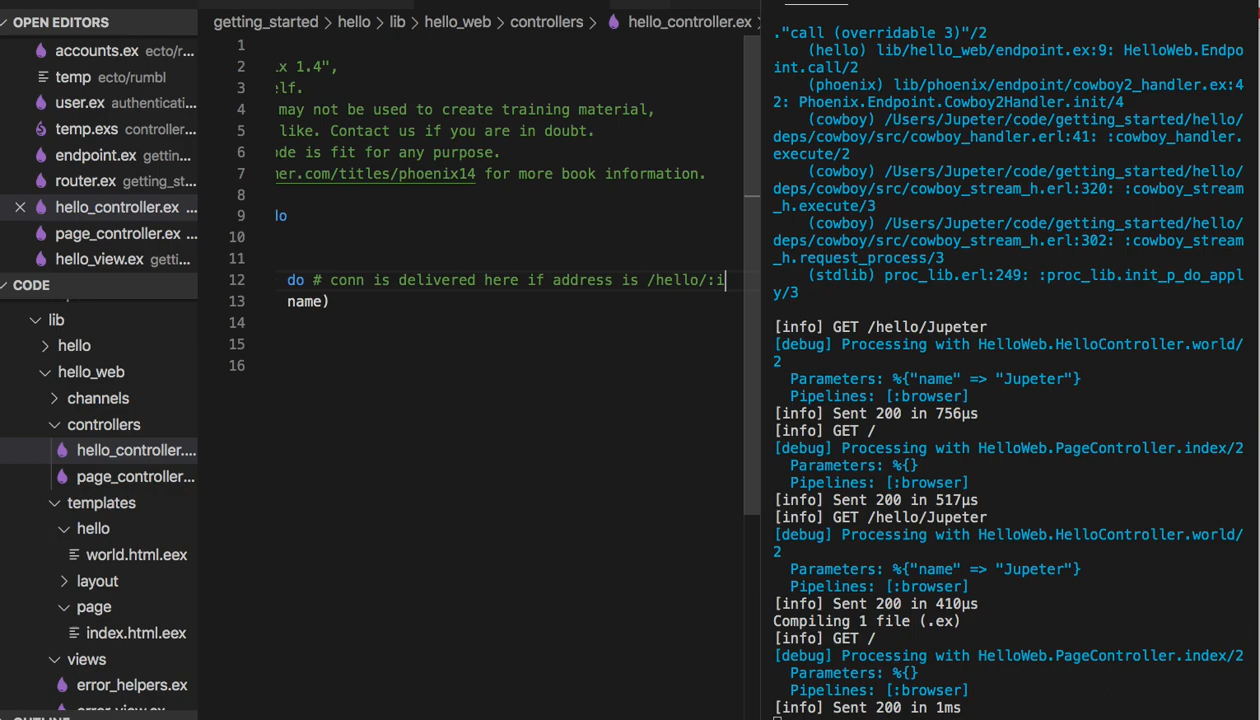 OPEN EDITORS
accounts.ex ecto/r...
temp ecto/rumbl
user.ex authenticati...
temp.exs controller...
endpoint.ex gettin...
router.ex getting_st...
hello_controller.ex ...
page_controller.ex ...
hello_view.ex getti...
CODE
lib
hello
hello_web
channels
controllers
hello_controller....
page_controller...
templates
hello
world.html.eex
layout
page
index.html.eex
views
error_helpers.ex
error_view.ex
OUTLINE
getting_started > hello > lib > hello_web > controllers > hello_controller.ex >
1
2 ix 1.4",
3 elf.
4 may not be used to create training material,
5 like. Contact us if you are in doubt.
6 ode is fit for any purpose.
7 ner.com/titles/phoenix14 for more book information.
8
9 lo
10
11
12 do # conn is delivered here if address is /hello/:i
13 name)
14
15
16
."call (overridable 3)"/2
(hello) lib/hello_web/endpoint.ex:9: HelloWeb.Endpo
int.call/2
(phoenix) lib/phoenix/endpoint/cowboy2_handler.ex:4
2: Phoenix.Endpoint.Cowboy2Handler.init/4
(cowboy) /Users/Jupeter/code/getting_started/hello/
deps/cowboy/src/cowboy_handler.erl:41: :cowboy_handler.
execute/2
(cowboy) /Users/Jupeter/code/getting_started/hello/
deps/cowboy/src/cowboy_stream_h.erl:320: :cowboy_stream
_h.execute/3
(cowboy) /Users/Jupeter/code/getting_started/hello/
deps/cowboy/src/cowboy_stream_h.erl:302: :cowboy_stream
_h.request_process/3
(stdlib) proc_lib.erl:249: :proc_lib.init_p_do_appl
y/3
[info] GET /hello/Jupeter
[debug] Processing with HelloWeb.HelloController.world/
2
Parameters: %{"name" => "Jupeter"}
Pipelines: [:browser]
[info] Sent 200 in 756µs
[info] GET /
[debug] Processing with HelloWeb.PageController.index/2
Parameters: %{}
Pipelines: [:browser]
[info] Sent 200 in 517µs
[info] GET /hello/Jupeter
[debug] Processing with HelloWeb.HelloController.world/
2
Parameters: %{"name" => "Jupeter"}
Pipelines: [:browser]
[info] Sent 200 in 410µs
Compiling 1 file (.ex)
[info] GET /
[debug] Processing with HelloWeb.PageController.index/2
Parameters: %{}
Pipelines: [:browser]
[info] Sent 200 in 1ms